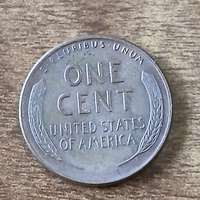 E·PLURIBUS·UNUM
ONE
CENT
UNITED STATES
OF AMERICA